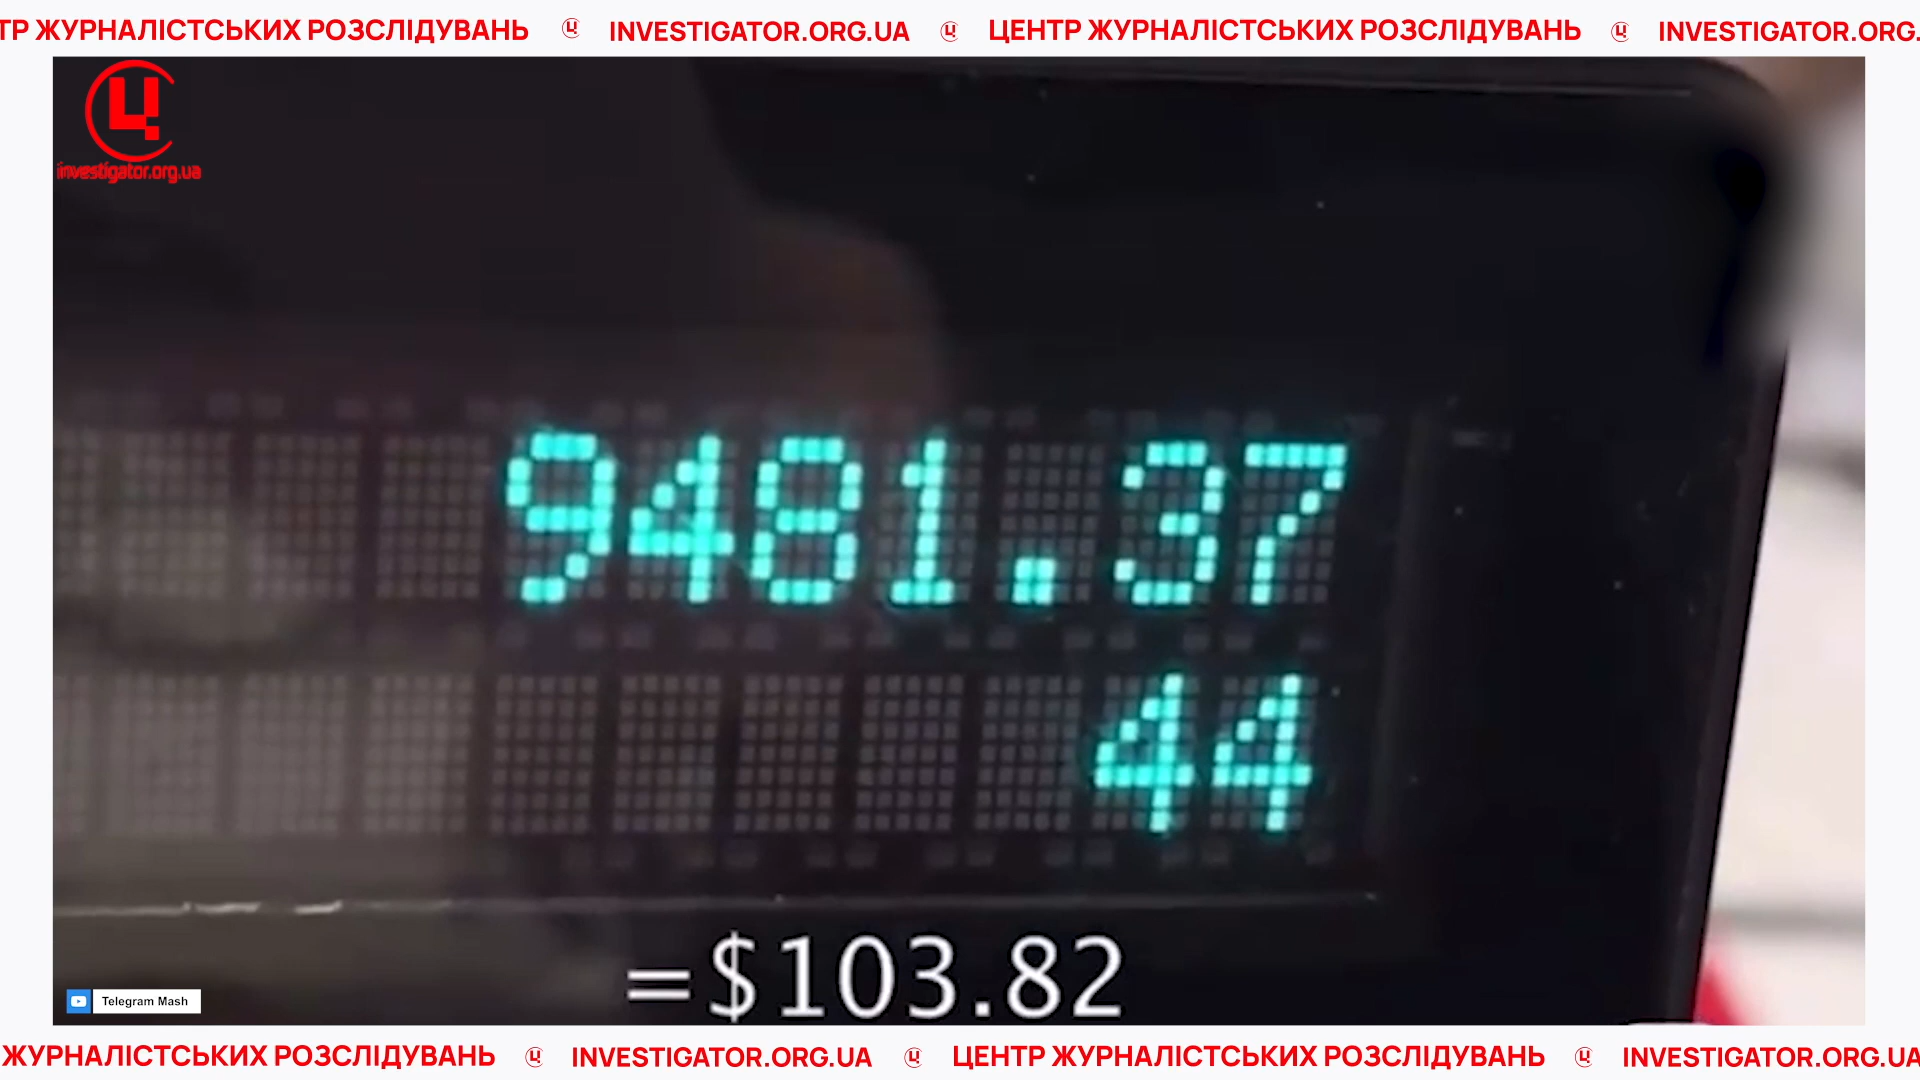 ЖУРНАЛІСТСЬКИХ РОЗСЛІДУВАНЬ INVESTIGATOR.ORG.UA ЦЕНТР ЖУРНАЛІСТСЬКИХ РОЗСЛІДУВАНЬ INVESTIGATOR.ORG.
Ц
investigator.org.ua
9481.37
44
=$103.82
Telegram Mash
ЖУРНАЛІСТСЬКИХ РОЗСЛІДУВАНЬ INVESTIGATOR.ORG.UA ЦЕНТР ЖУРНАЛІСТСЬКИХ РОЗСЛІДУВАНЬ INVESTIGATOR.ORG.UA